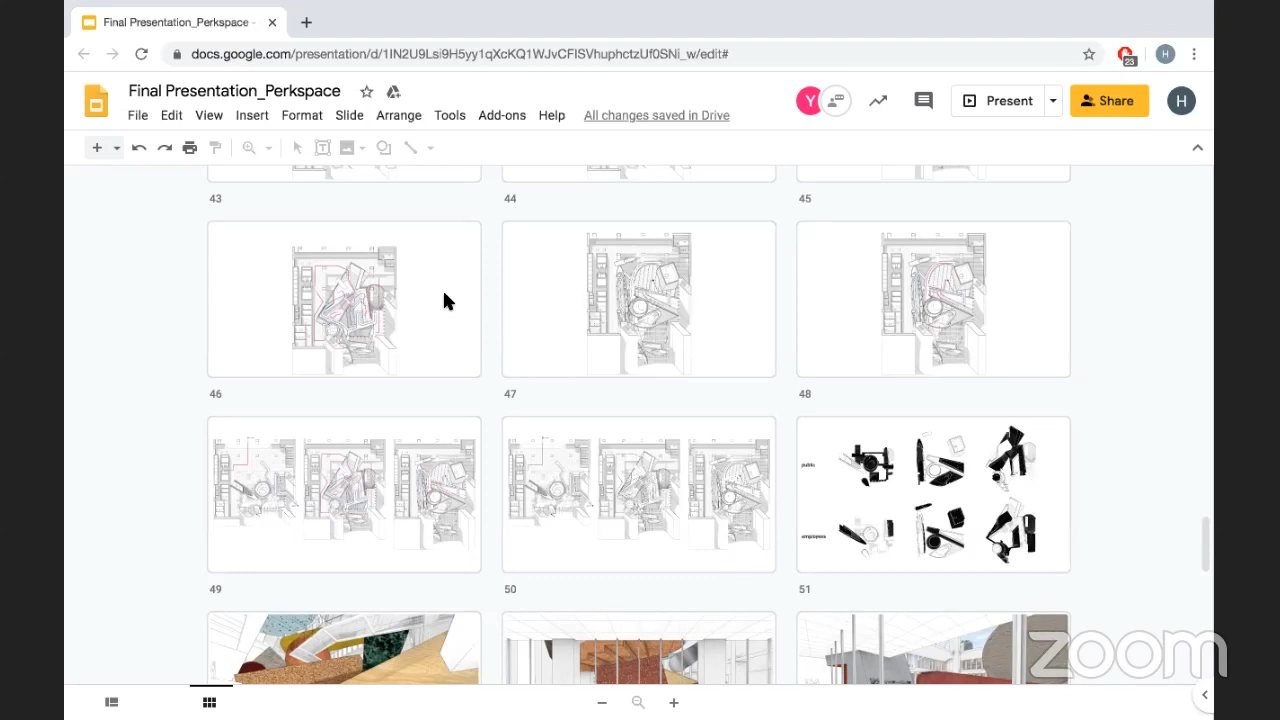 Final Presentation_Perkspace -
docs.google.com/presentation/d/1IN2U9Lsi9H5yy1qXcKQ1WJvCFISVhuphctzUf0SNi_w/edit#
23
H
Final Presentation_Perkspace
File Edit View Insert Format Slide Arrange Tools Add-ons Help All changes saved in Drive
Y
Present
Share
H
43 44 45
46 47 48
public
employees
49 50 51
zoom